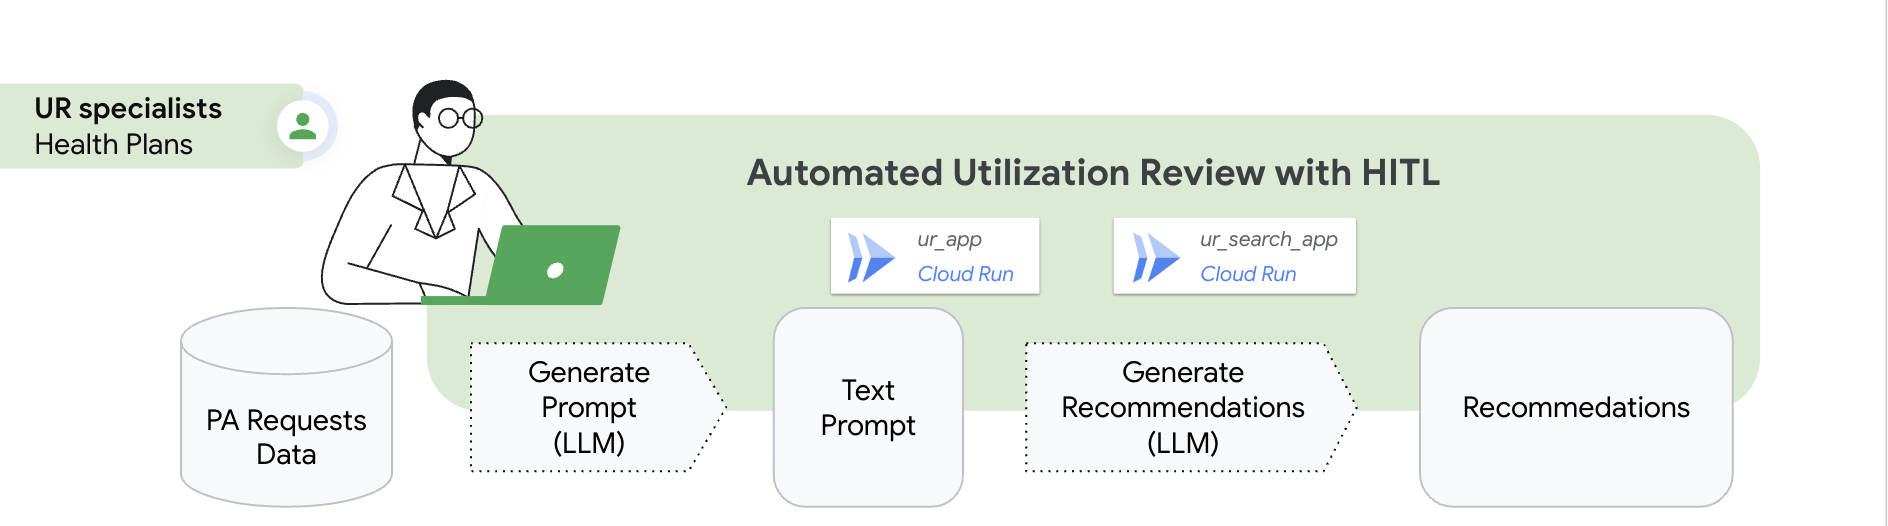 UR specialists
Health Plans
Automated Utilization Review with HITL
ur_app
Cloud Run
ur_search_app
Cloud Run
PA Requests
Data
Generate
Prompt
(LLM)
Text
Prompt
Generate
Recommendations
(LLM)
Recommedations